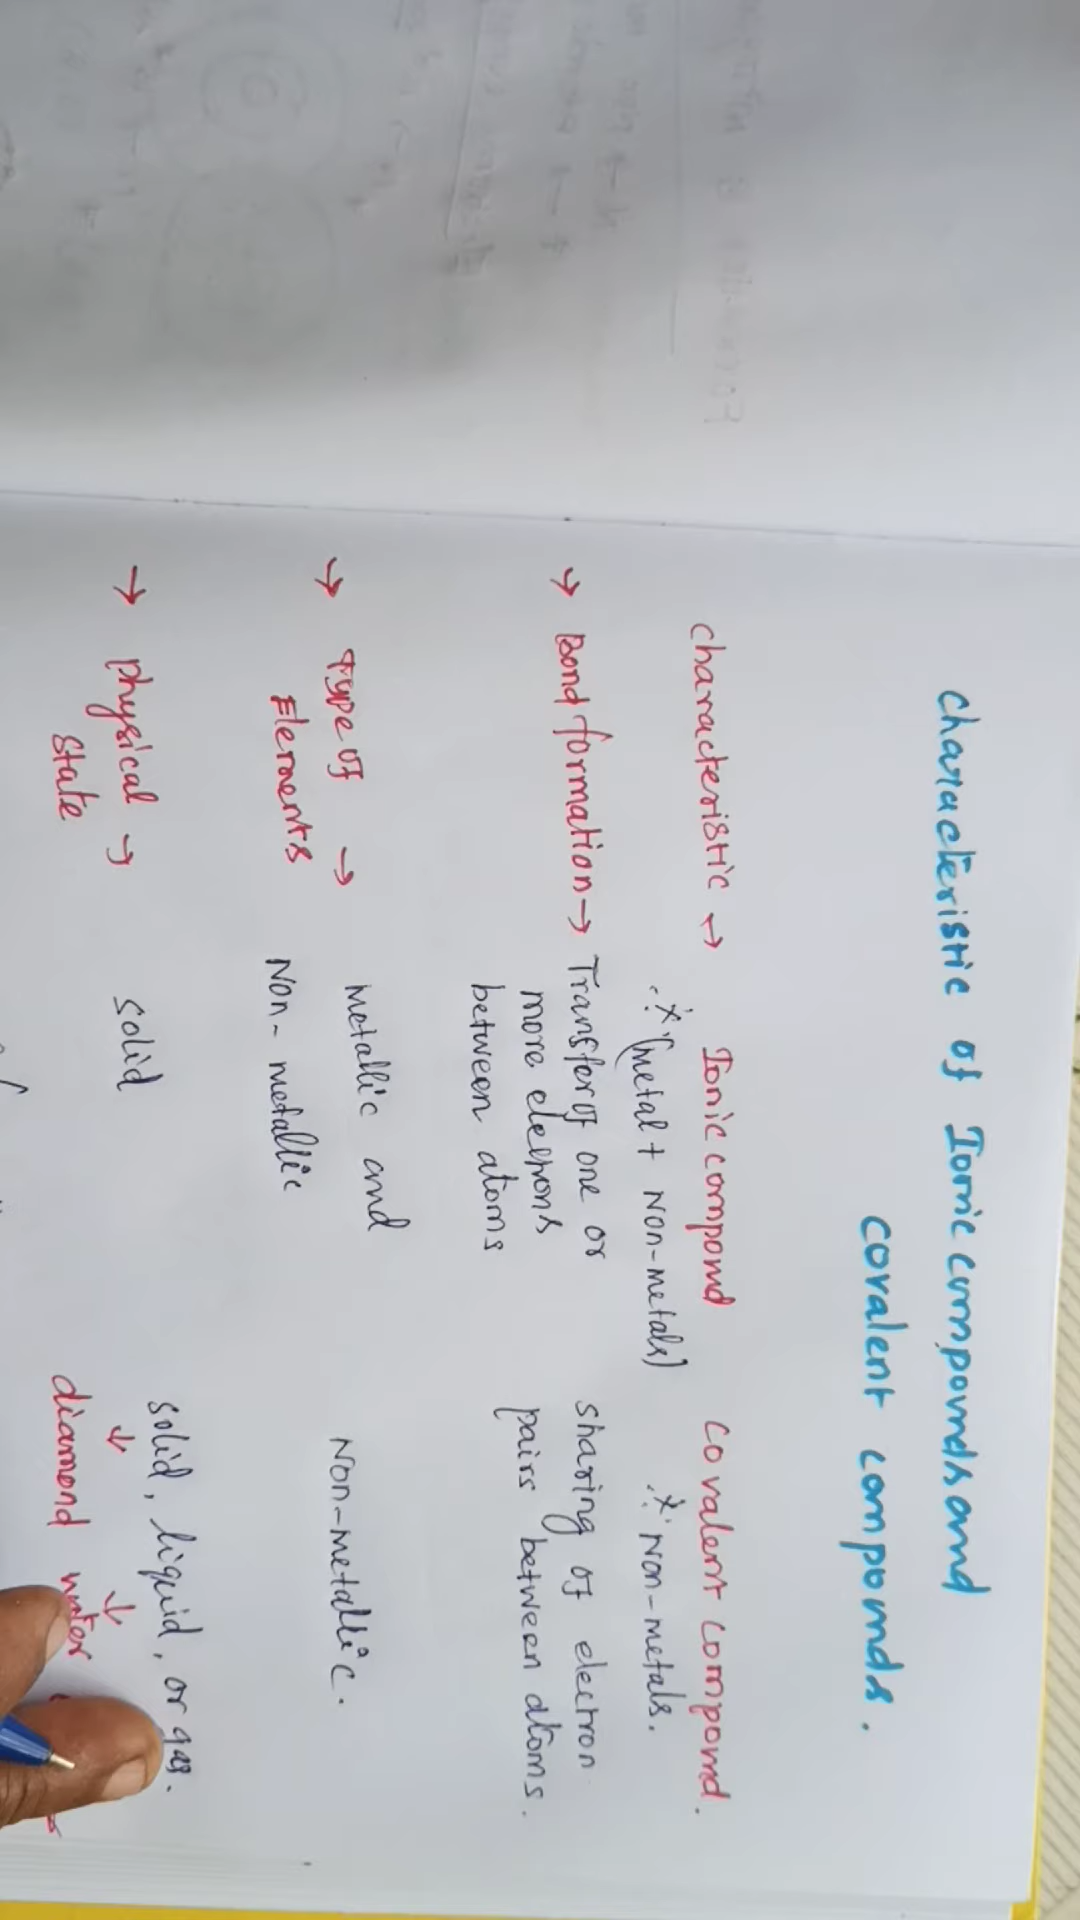 characteristic of Ionic compounds and
covalent compounds.
characteristic → Ionic compond covalent compond.
(metal + Non-metals) Non-metals.
→ Bond formation → Transfer of one or sharing of electron
more electrons pairs between atoms.
between atoms
→ Type of → metallic and Non-metallic.
Elements Non-metallic
→ physical → solid solid, liquid, or gas.
state ↓ ↓
diamond water